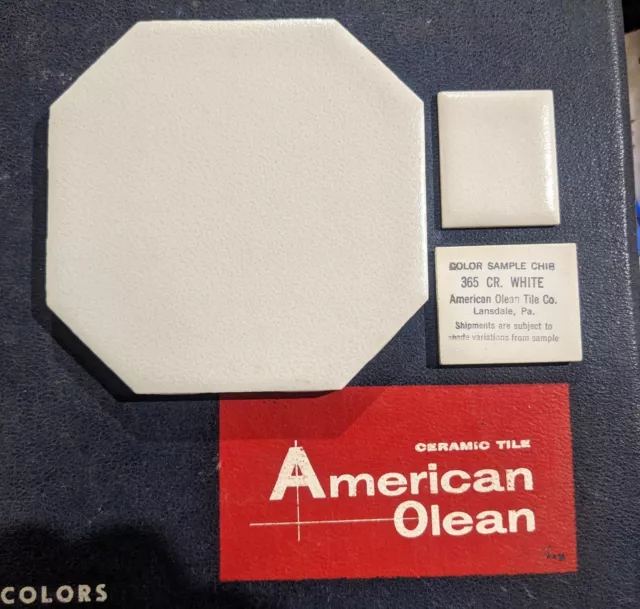 COLOR SAMPLE CHIP
365 CR. WHITE
American Olean Tile Co.
Lansdale, Pa.
Shipments are subject to
shade variations from sample
CERAMIC TILE
American
Olean
COLORS